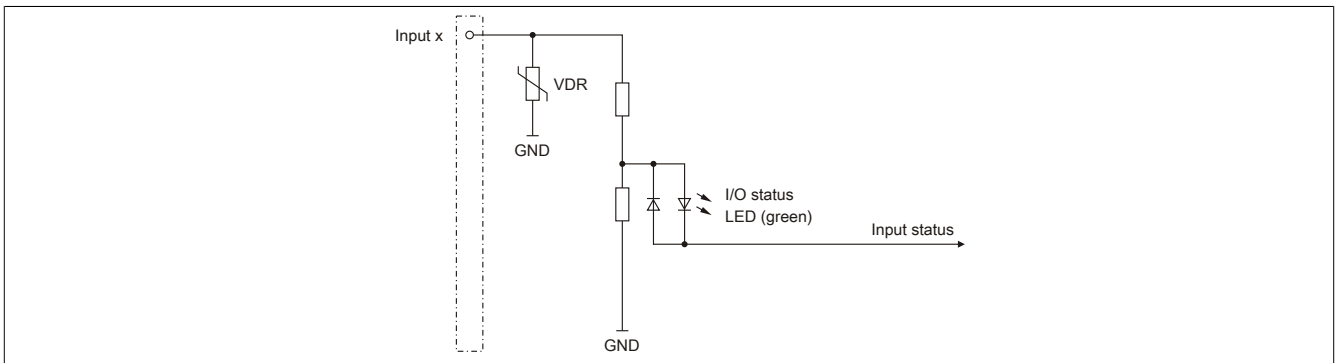 Input x
VDR
GND
I/O status
LED (green)
Input status
GND